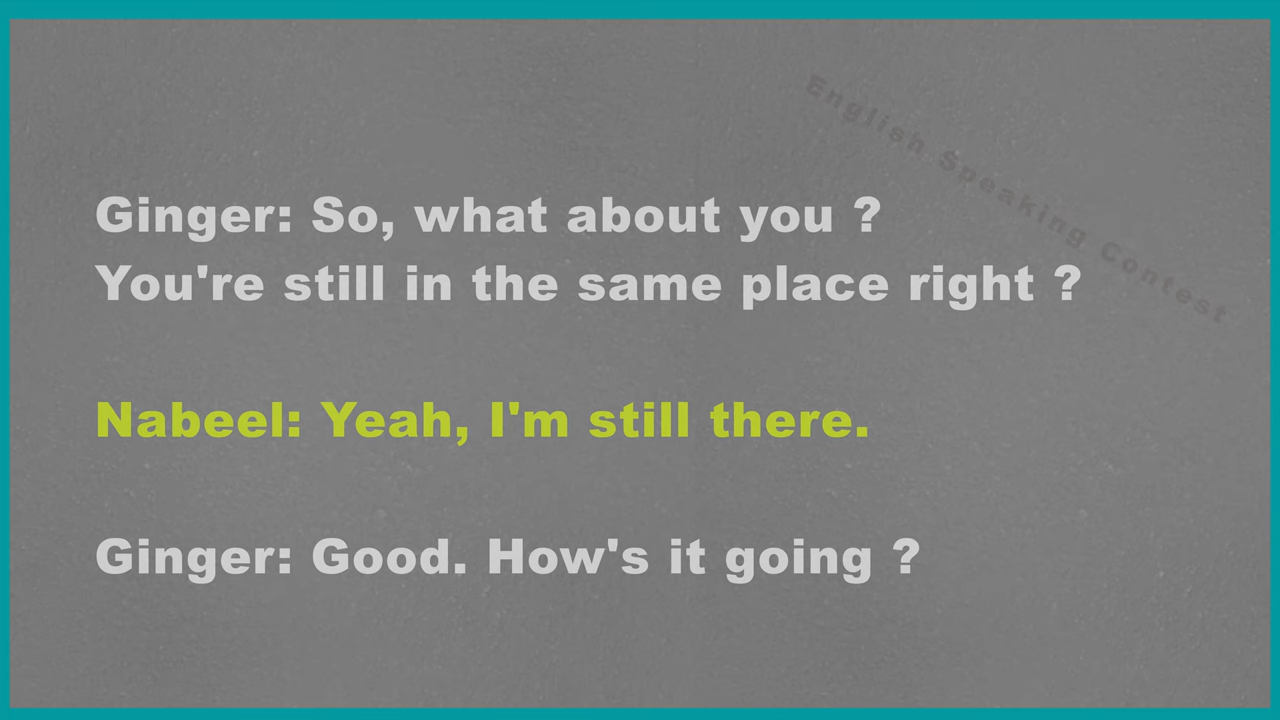 English Speaking Contest
Ginger: So, what about you ?
You're still in the same place right ?
Nabeel: Yeah, I'm still there.
Ginger: Good. How's it going ?